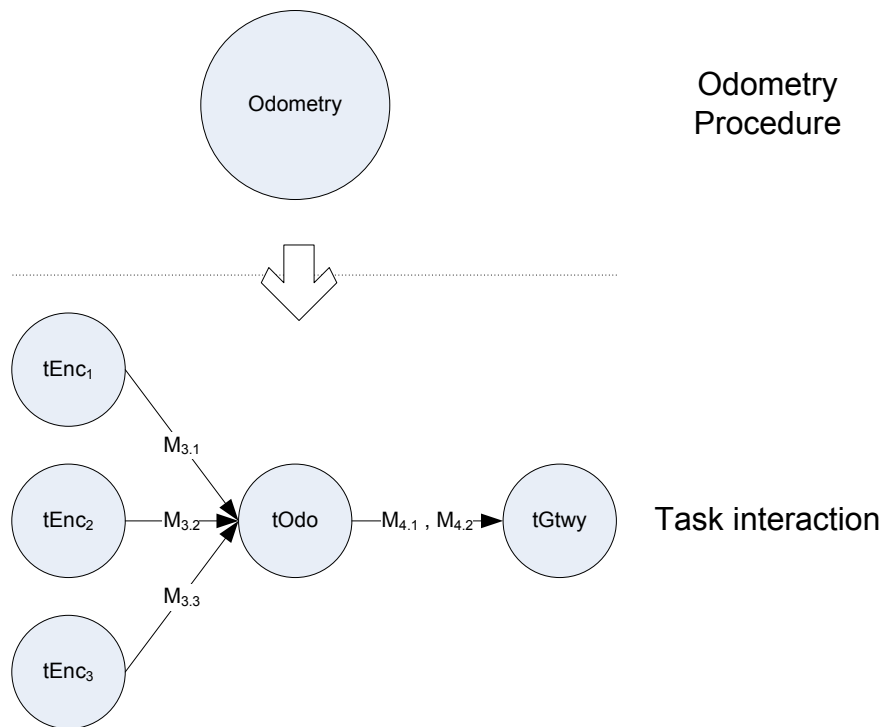 Odometry
Odometry
Procedure
tEnc₁
M₃.₁
tEnc₂
M₃.₂
tOdo
M₄.₁ , M₄.₂
tGtwy
Task interaction
M₃.₃
tEnc₃